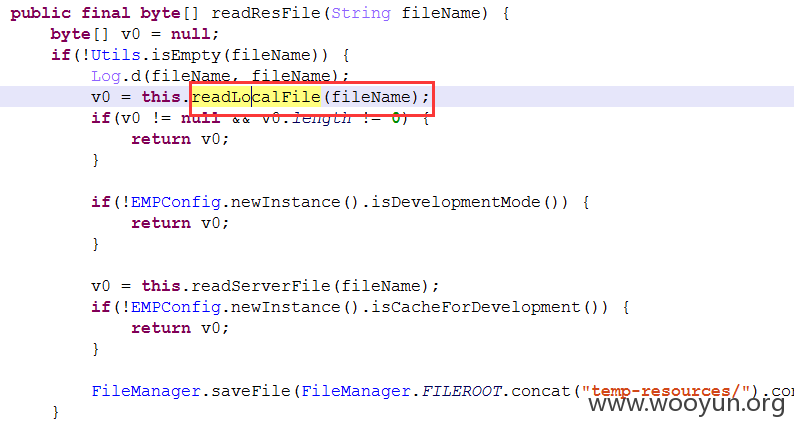 public final byte[] readResFile(String fileName) {
byte[] v0 = null;
if(!Utils.isEmpty(fileName)) {
Log.d(fileName, fileName);
v0 = this.readLocalFile(fileName);
if(v0 != null && v0.length != 0) {
return v0;
}
if(!EMPConfig.newInstance().isDevelopmentMode()) {
return v0;
}
v0 = this.readServerFile(fileName);
if(!EMPConfig.newInstance().isCacheForDevelopment()) {
return v0;
}
FileManager.saveFile(FileManager.FILEROOT.concat("temp-resources/").co
www.wooyun.org
}